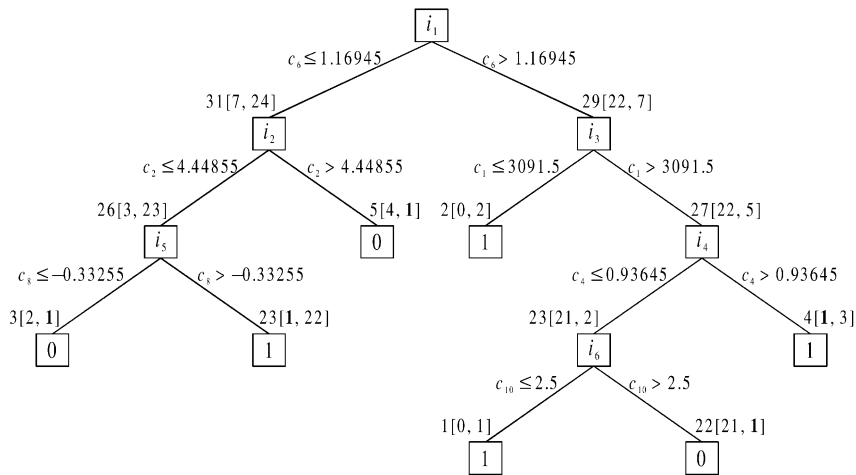 i₁
c₆ ≤1.16945 c₆ > 1.16945
31[7, 24] 29[22, 7]
i₂ i₃
c₂ ≤4.44855 c₂ > 4.44855 c₁ ≤3091.5 c₁ > 3091.5
26[3, 23] 5[4, 1] 2[0, 2] 27[22, 5]
i₅ 0 1 i₄
c₈ ≤−0.33255 c₈ > −0.33255 c₄ ≤0.93645 c₄ > 0.93645
3[2, 1] 23[1, 22] 23[21, 2] 4[1, 3]
0 1 i₆ 1
c₁₀ ≤2.5 c₁₀ > 2.5
1[0, 1] 22[21, 1]
1 0